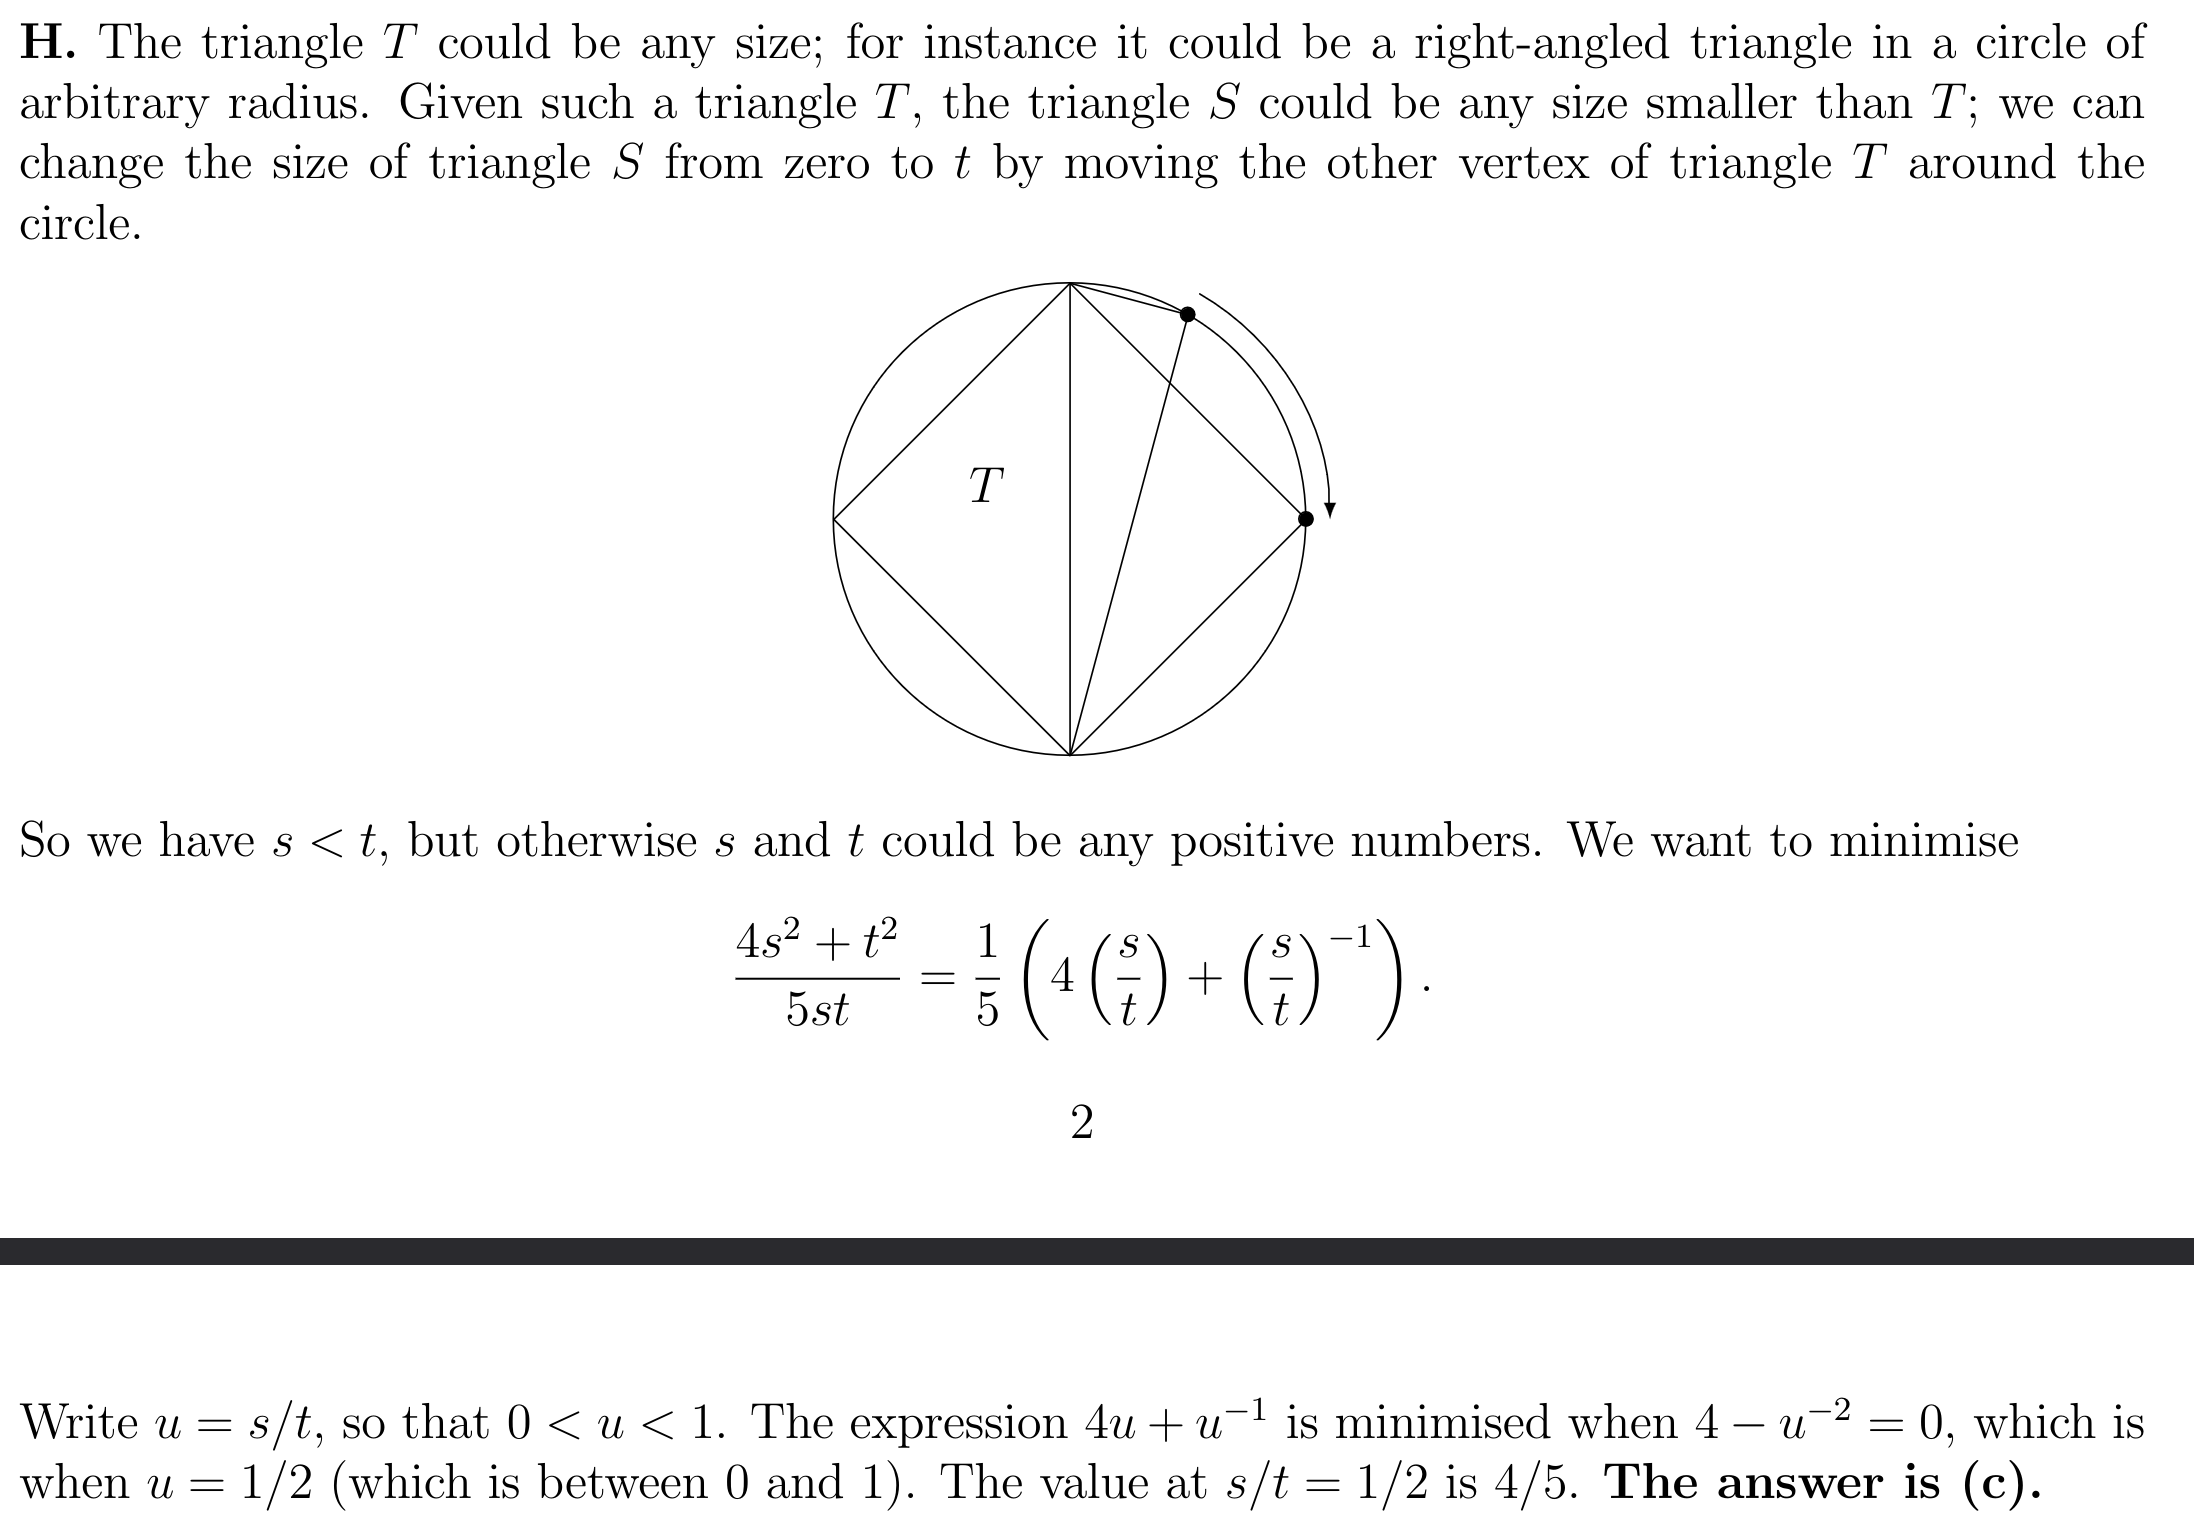 H. The triangle T could be any size; for instance it could be a right-angled triangle in a circle of
arbitrary radius. Given such a triangle T, the triangle S could be any size smaller than T; we can
change the size of triangle S from zero to t by moving the other vertex of triangle T around the
circle.
T
So we have s < t, but otherwise s and t could be any positive numbers. We want to minimise
\frac{4s^2 + t^2}{5st} = \frac{1}{5} \left( 4 \left( \frac{s}{t} \right) + \left( \frac{s}{t} \right)^{-1} \right).
2
Write u = s/t, so that 0 < u < 1. The expression 4u + u⁻¹ is minimised when 4 − u⁻² = 0, which is
when u = 1/2 (which is between 0 and 1). The value at s/t = 1/2 is 4/5. The answer is (c).